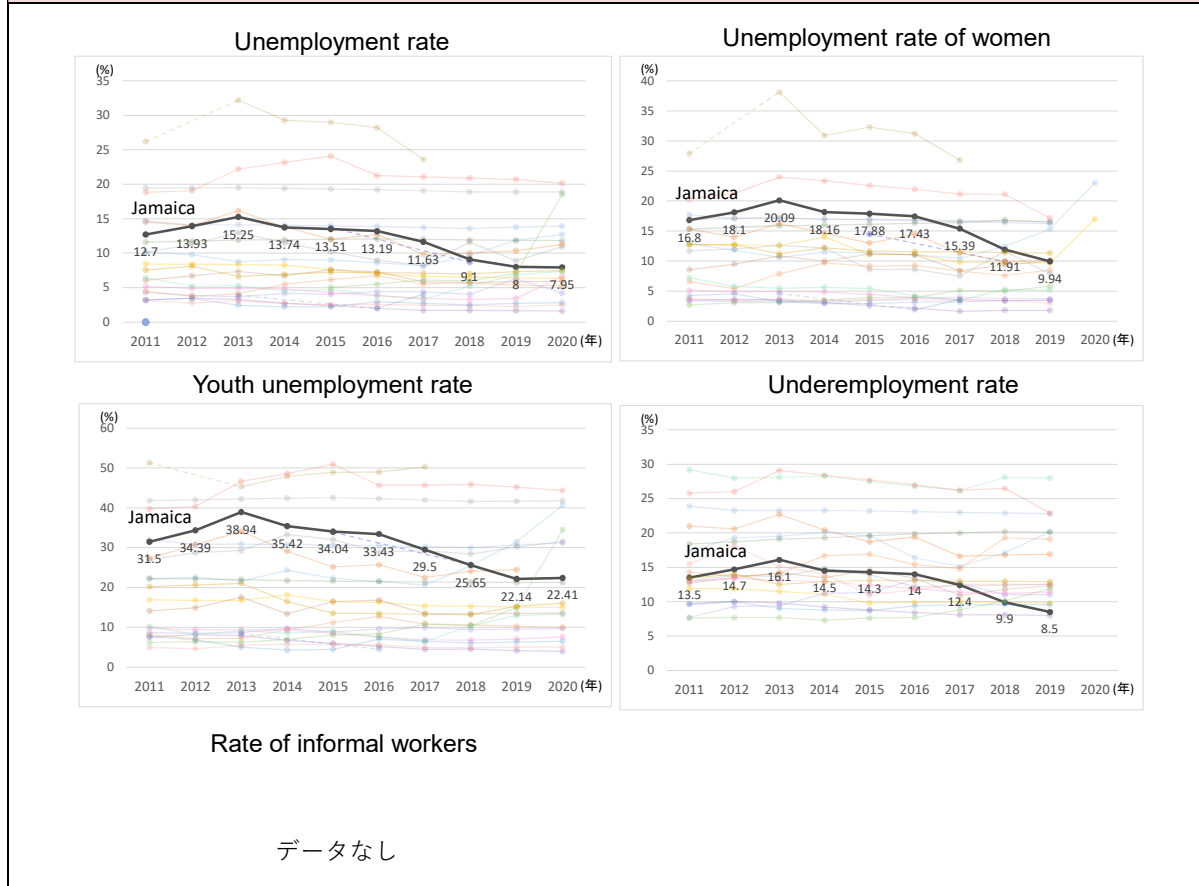 Unemployment rate
(%)
35
30
25
20
15
10
5
0
Jamaica
12.7 13.93 15.25 13.74 13.51 13.19 11.63 9.1 8 7.95
2011 2012 2013 2014 2015 2016 2017 2018 2019 2020 (年)
Unemployment rate of women
(%)
40
35
30
25
20
15
10
5
0
Jamaica
16.8 18.1 20.09 18.16 17.88 17.43 15.39 11.91 9.94
2011 2012 2013 2014 2015 2016 2017 2018 2019 2020 (年)
Youth unemployment rate
(%)
60
50
40
30
20
10
0
Jamaica
31.5 34.39 38.94 35.42 34.04 33.43 29.5 25.65 22.14 22.41
2011 2012 2013 2014 2015 2016 2017 2018 2019 2020 (年)
Underemployment rate
(%)
35
30
25
20
15
10
5
0
Jamaica
13.5 14.7 16.1 14.5 14.3 14 12.4 9.9 8.5
2011 2012 2013 2014 2015 2016 2017 2018 2019 2020 (年)
Rate of informal workers
データなし